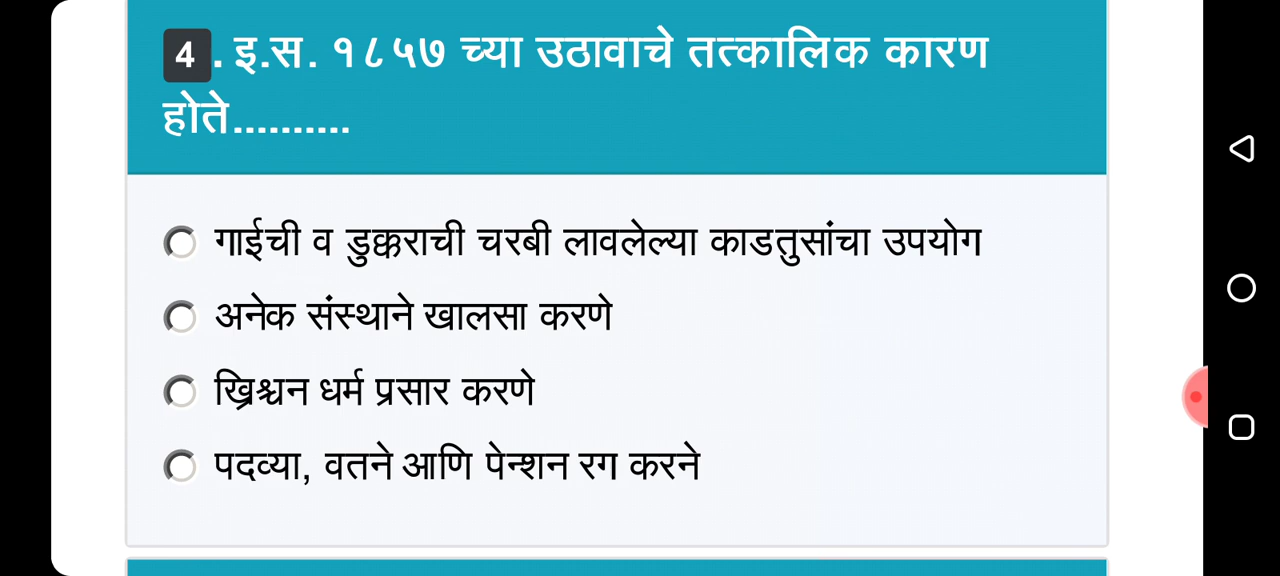 4. इ.स. १८५७ च्या उठावाचे तत्कालिक कारण
होते..........
गाईची व डुक्कराची चरबी लावलेल्या काडतुसांचा उपयोग
अनेक संस्थाने खालसा करणे
ख्रिश्चन धर्म प्रसार करणे
पदव्या, वतने आणि पेन्शन रग करने